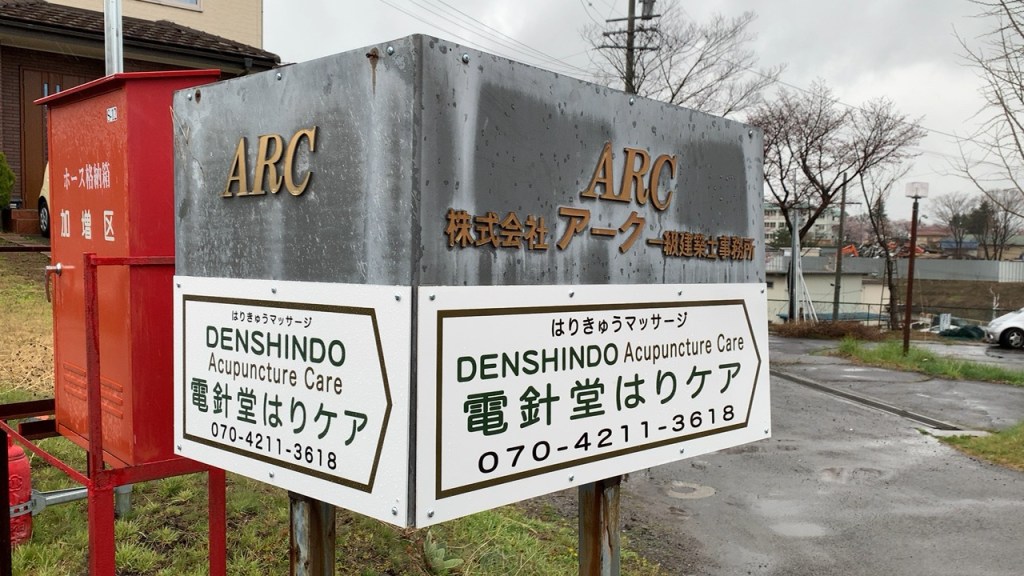 ホース格納箱
加増区
ARC
はりきゅうマッサージ
DENSHINDO
Acupuncture Care
電針堂はりケア
070-4211-3618
ARC
株式会社 アーク 一級建築士事務所
はりきゅうマッサージ
DENSHINDO Acupuncture Care
電針堂はりケア
070-4211-3618